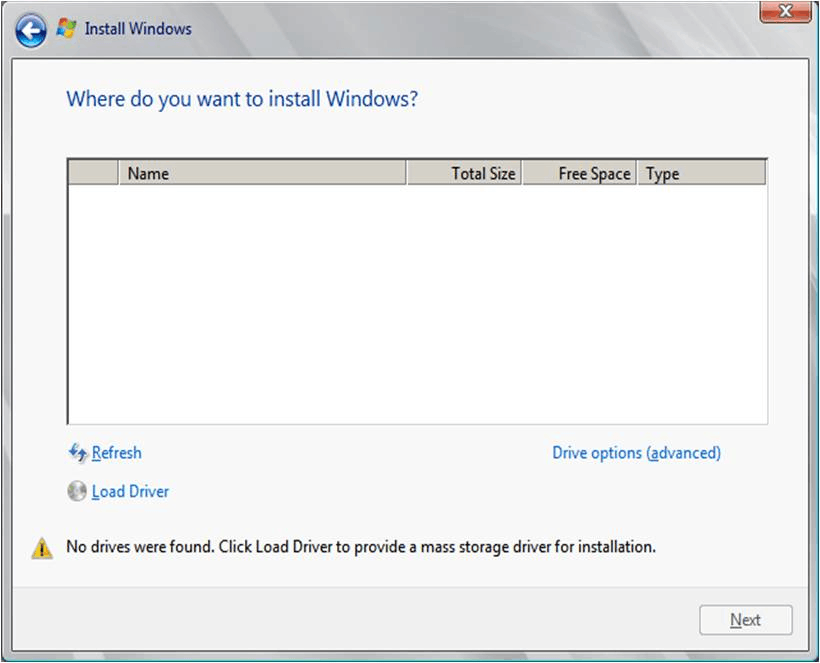 Install Windows
Where do you want to install Windows?
Name Total Size Free Space Type
Refresh Drive options (advanced)
Load Driver
No drives were found. Click Load Driver to provide a mass storage driver for installation.
Next